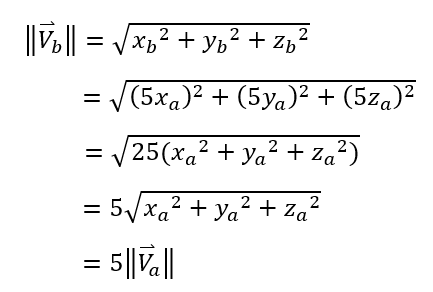 ‖V⃗_b‖ = √(x_b² + y_b² + z_b²)
= √((5x_a)² + (5y_a)² + (5z_a)²)
= √(25(x_a² + y_a² + z_a²))
= 5√(x_a² + y_a² + z_a²)
= 5‖V⃗_a‖